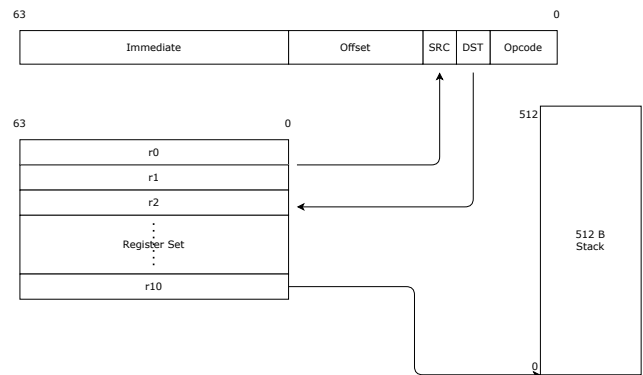 63 0
Immediate Offset SRC DST Opcode
63 0
512
r0
r1
r2
Register Set
r10
512 B
Stack
0